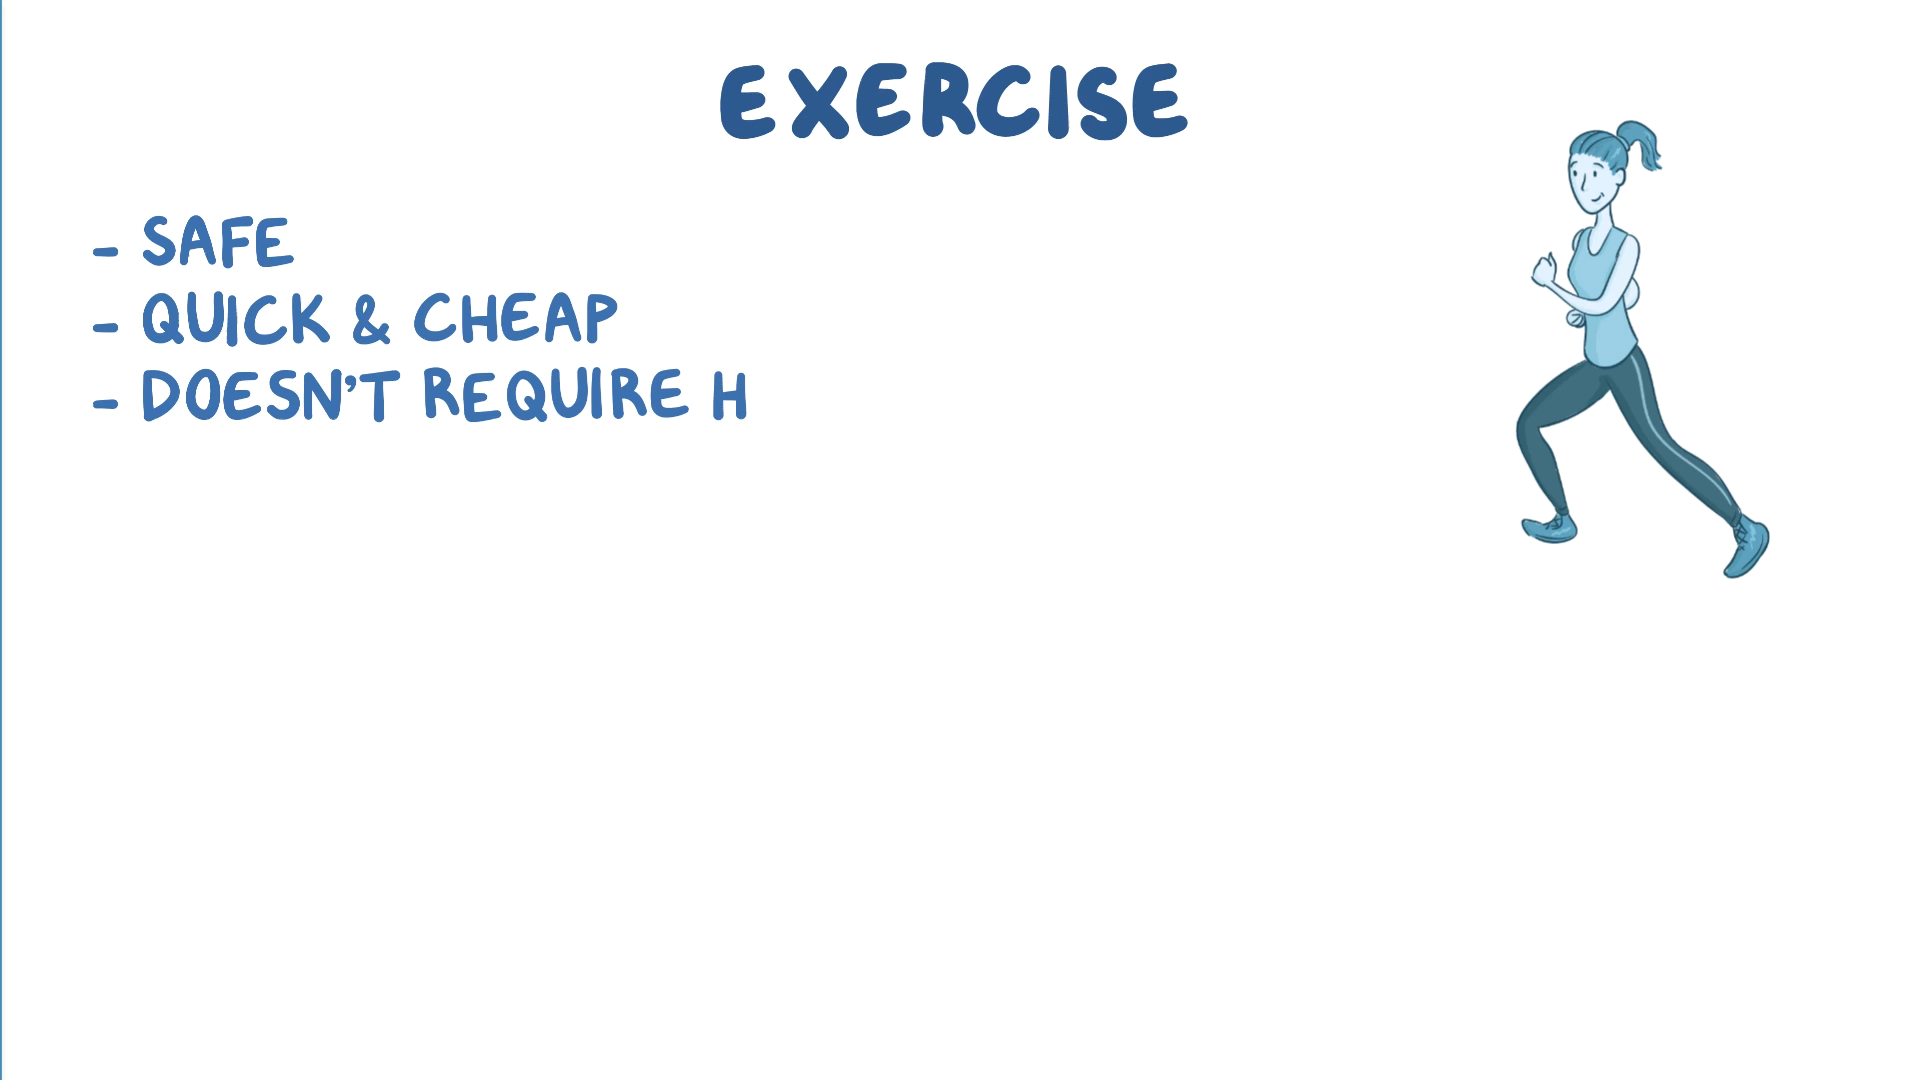 EXERCISE
- SAFE
- QUICK & CHEAP
- DOESN'T REQUIRE H